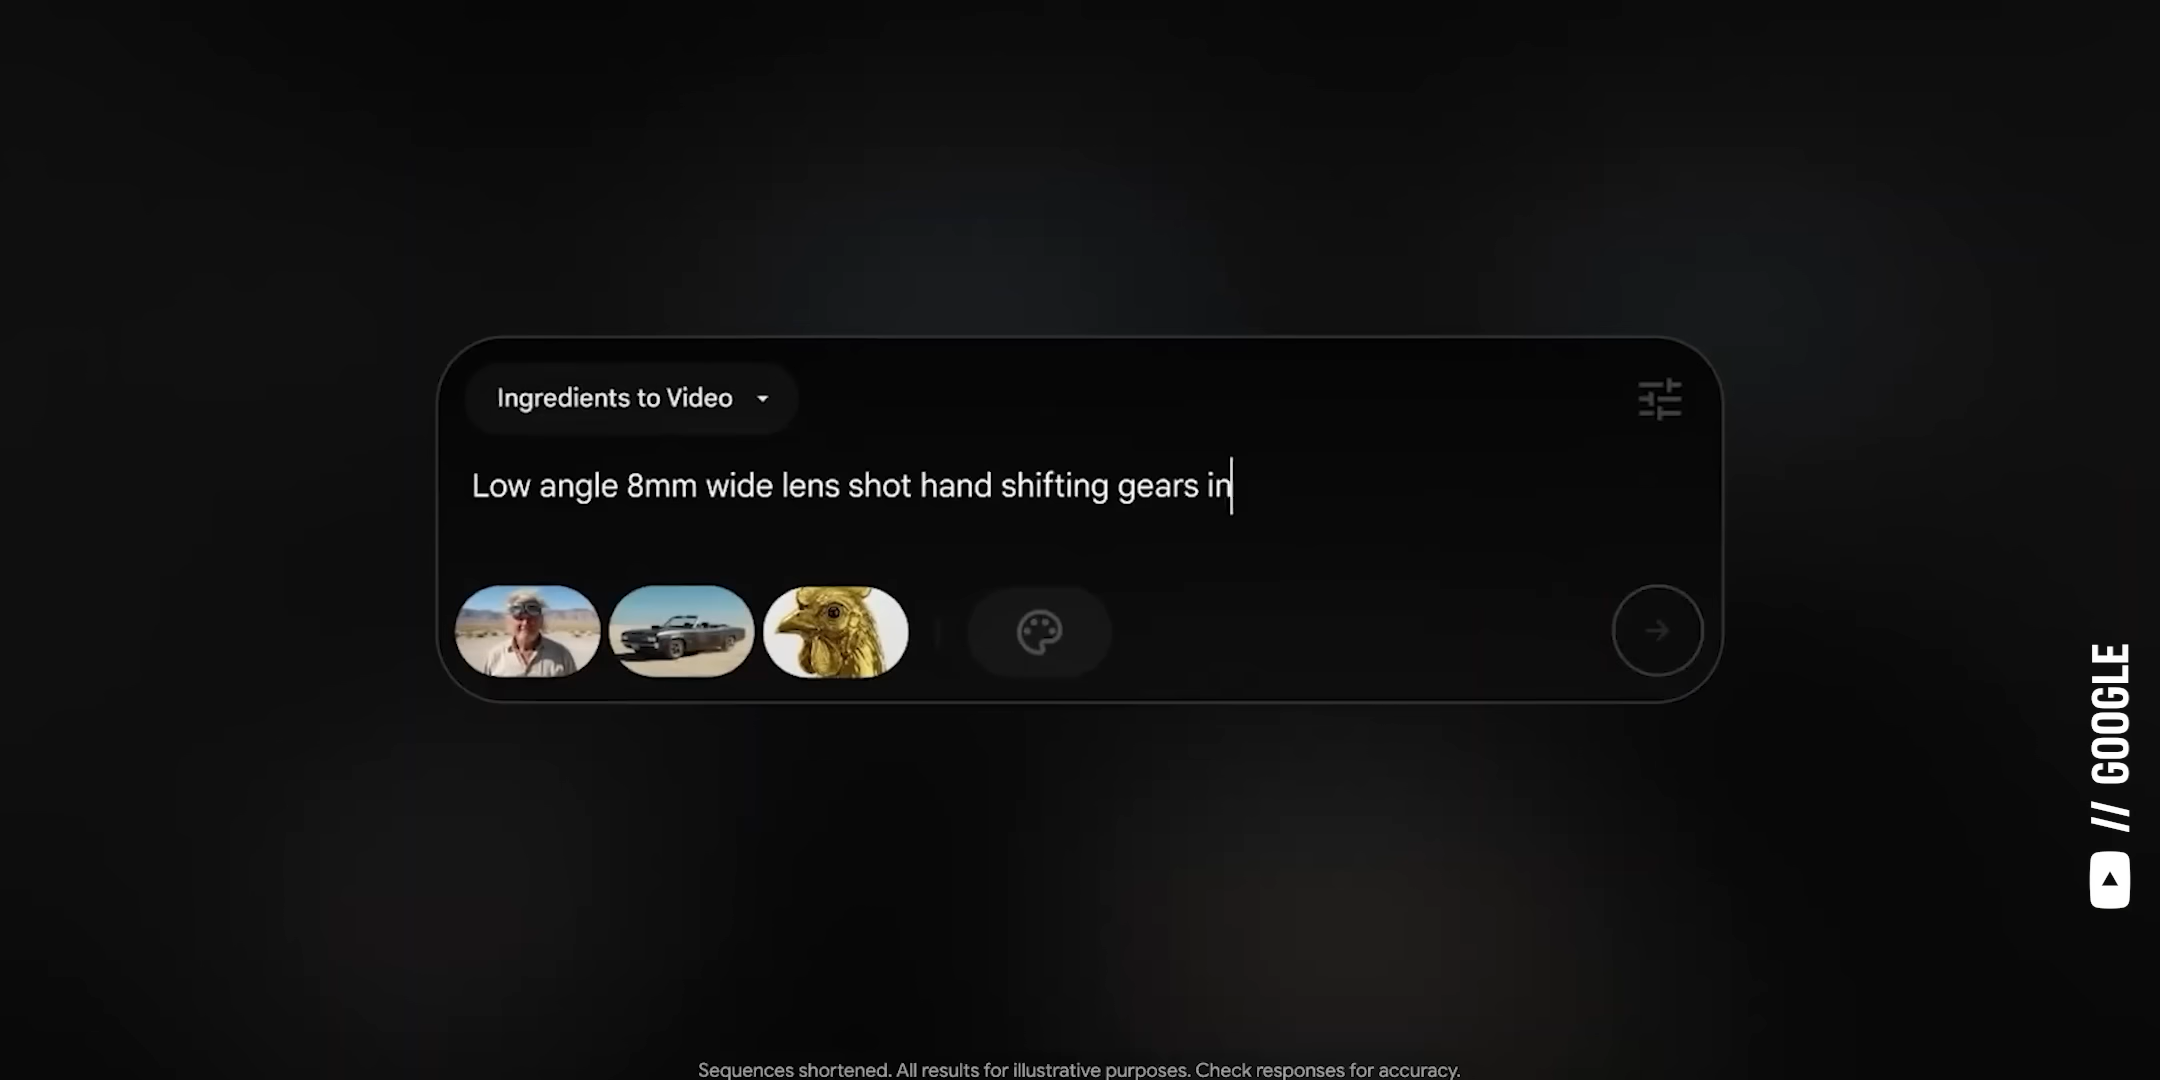 Ingredients to Video
Low angle 8mm wide lens shot hand shifting gears in
// GOOGLE
Sequences shortened. All results for illustrative purposes. Check responses for accuracy.